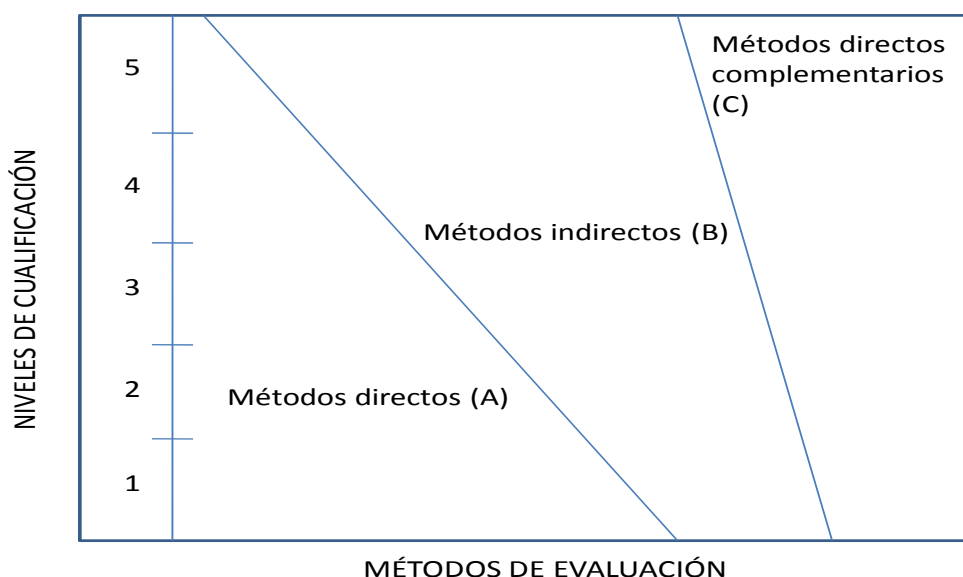 NIVELES DE CUALIFICACIÓN
5
4
3
2
1
Métodos directos
complementarios
(C)
Métodos indirectos (B)
Métodos directos (A)
MÉTODOS DE EVALUACIÓN